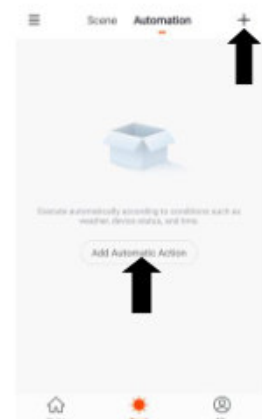 Scene Automation +
Execute automatically according to conditions such as
weather, device status, and time.
Add Automatic Action